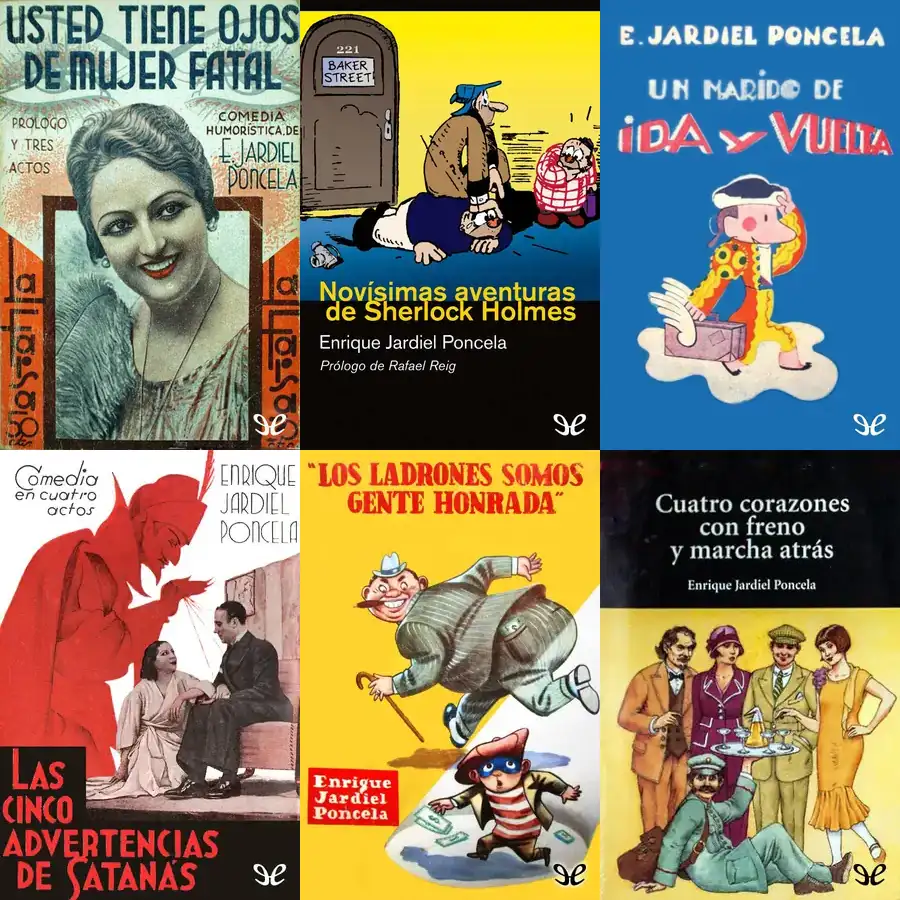 USTED TIENE OJOS
DE MUJER FATAL
PROLOGO
Y TRES
ACTOS
COMEDIA
HUMORÍSTICA, DE
E. JARDIEL
PONCELA
221
BAKER
STREET
Novísimas aventuras
de Sherlock Holmes
Enrique Jardiel Poncela
Prólogo de Rafael Reig
E. JARDIEL PONCELA
UN MARIDO DE
IDA Y VUELTA
Comedia
en cuatro
actos
ENRIQUE
JARDIEL
PONCELA
LAS
CINCO
ADVERTENCIAS
DE SATANÁS
"LOS LADRONES SOMOS
GENTE HONRADA"
Enrique
Jardiel
Poncela
Cuatro corazones
con freno
y marcha atrás
Enrique Jardiel Poncela